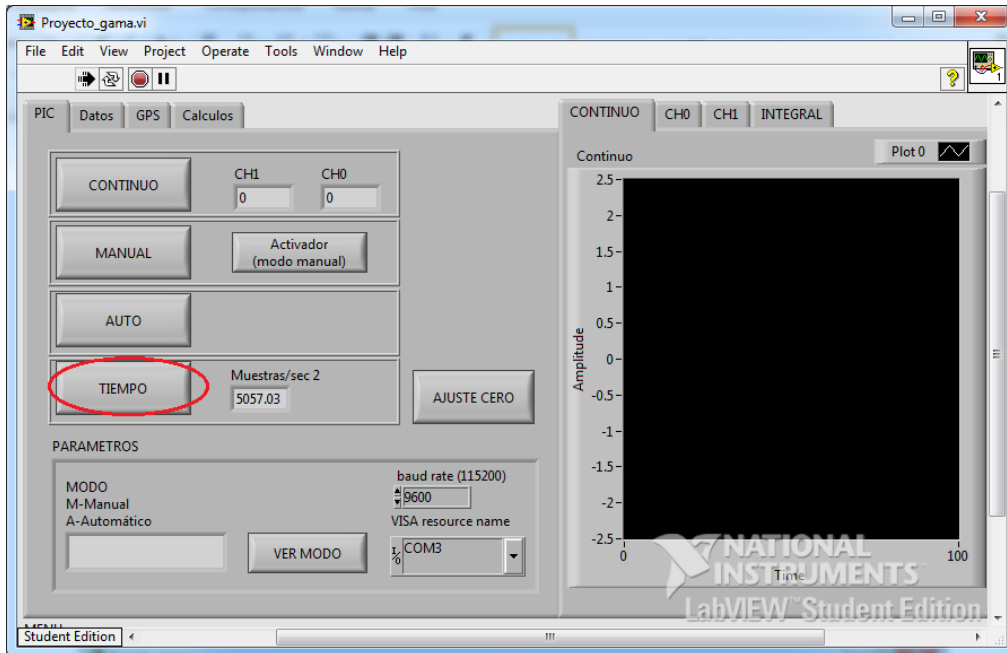 Proyecto_gama.vi
File Edit View Project Operate Tools Window Help
1
PIC Datos GPS Calculos
CONTINUO
CH1 CH0
0 0
MANUAL
Activador
(modo manual)
AUTO
TIEMPO
Muestras/sec 2
5057.03
AJUSTE CERO
PARAMETROS
MODO
M-Manual
A-Automático
VER MODO
baud rate (115200)
9600
VISA resource name
I/O COM3
Student Edition
CONTINUO CH0 CH1 INTEGRAL
Continuo
Plot 0
2.5
2
1.5
1
0.5
0
-0.5
-1
-1.5
-2
-2.5
Amplitude
0 100
Time
NATIONAL
INSTRUMENTS
LabVIEW™ Student Edition